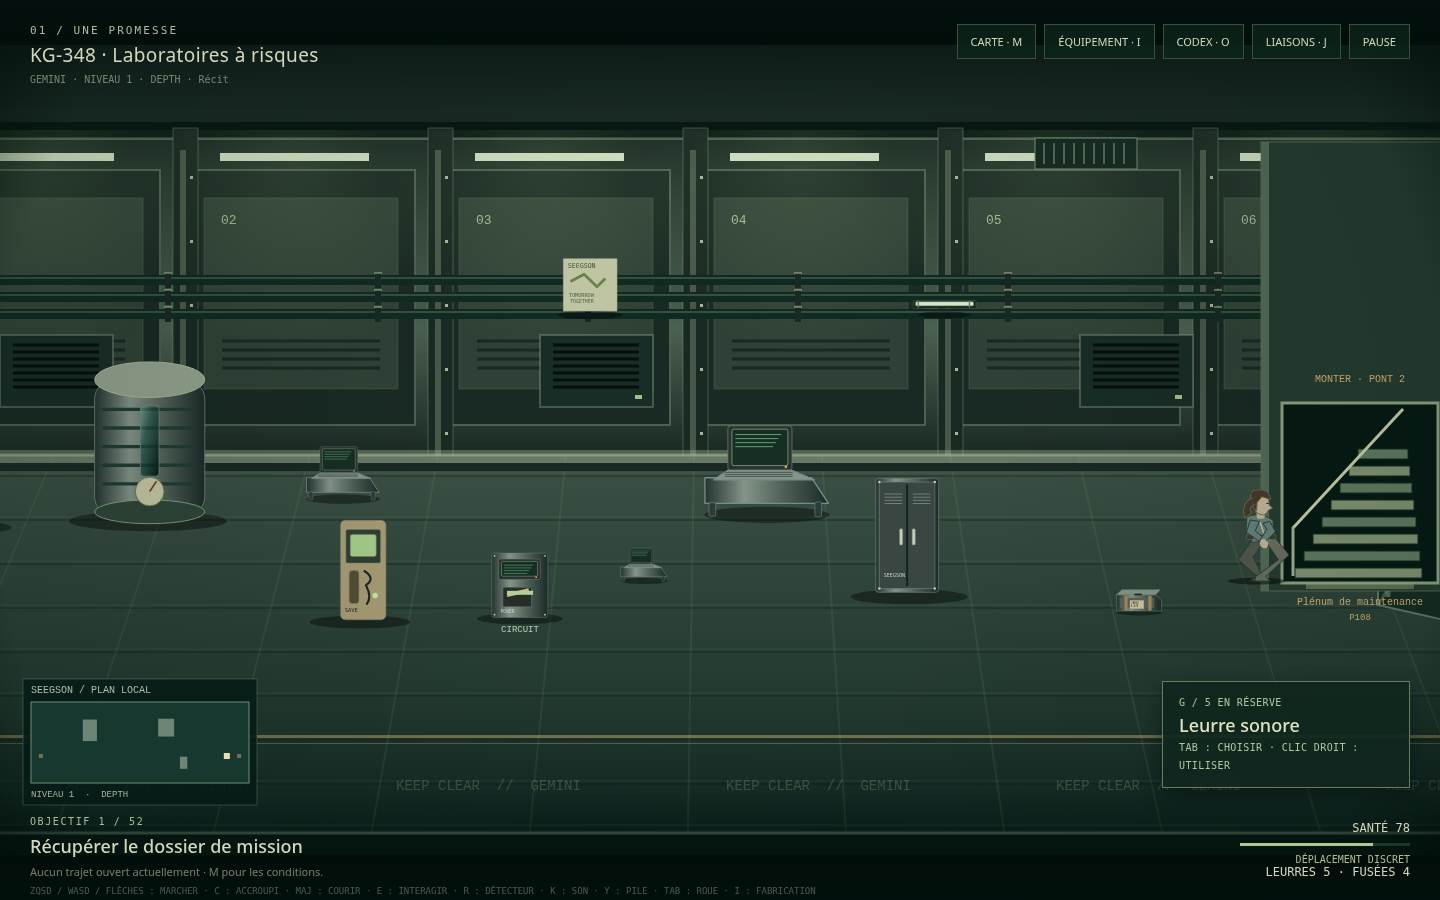 01 / UNE PROMESSE
KG-348 · Laboratoires à risques
GEMINI · NIVEAU 1 · DEPTH · Récit
CARTE · M
ÉQUIPEMENT · I
CODEX · O
LIAISONS · J
PAUSE
02
03
04
05
06
SEEGSON
TOMORROW
TOGETHER
MONTER · PONT 2
SAVE
POWER
CIRCUIT
SEEGSON
Plénum de maintenance
P108
SEEGSON / PLAN LOCAL
NIVEAU 1 · DEPTH
G / 5 EN RÉSERVE
Leurre sonore
TAB : CHOISIR · CLIC DROIT :
UTILISER
KEEP CLEAR // GEMINI
KEEP CLEAR // GEMINI
KEEP CLEAR
OBJECTIF 1 / 52
Récupérer le dossier de mission
Aucun trajet ouvert actuellement · M pour les conditions.
ZQSD / WASD / FLÈCHES : MARCHER · C : ACCROUPI · MAJ : COURIR · E : INTERAGIR · R : DÉTECTEUR · K : SON · Y : PILE · TAB : ROUE · I : FABRICATION
SANTÉ 78
DÉPLACEMENT DISCRET
LEURRES 5 · FUSÉES 4